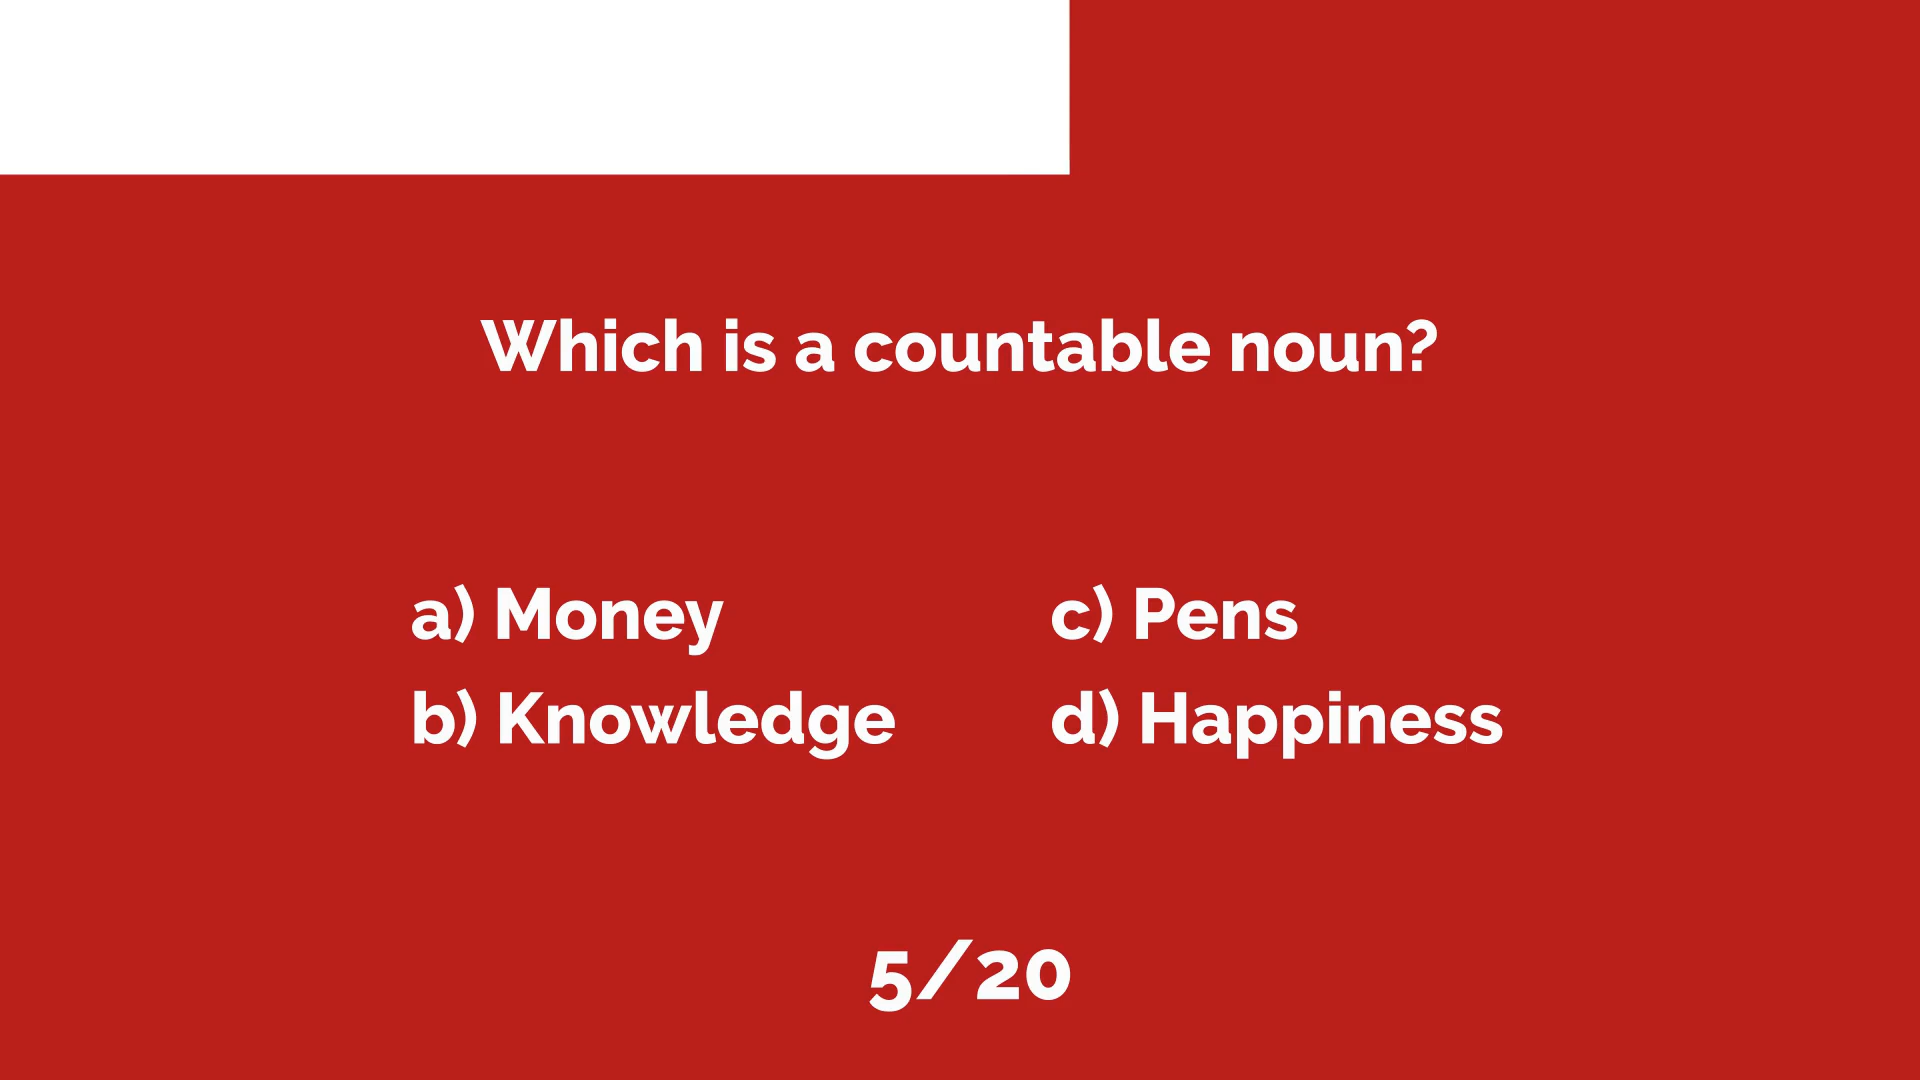 Which is a countable noun?
a) Money
b) Knowledge
c) Pens
d) Happiness
5/20